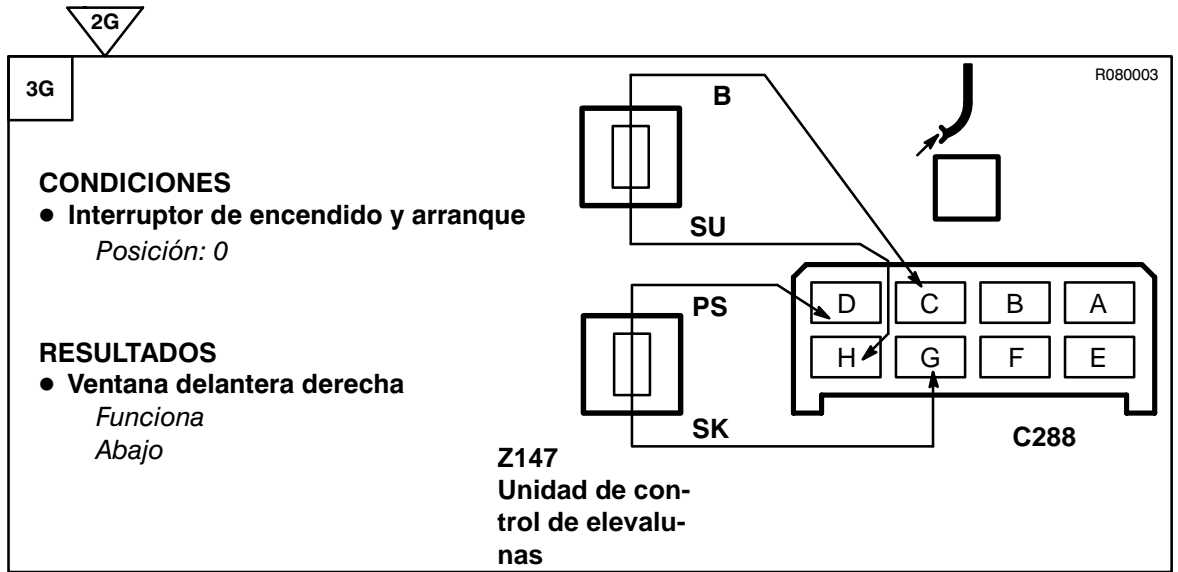 2G
3G
R080003
CONDICIONES
● Interruptor de encendido y arranque
Posición: 0
RESULTADOS
● Ventana delantera derecha
Funciona
Abajo
B
SU
PS
SK
D C B A
H G F E
C288
Z147
Unidad de con-
trol de elevalu-
nas